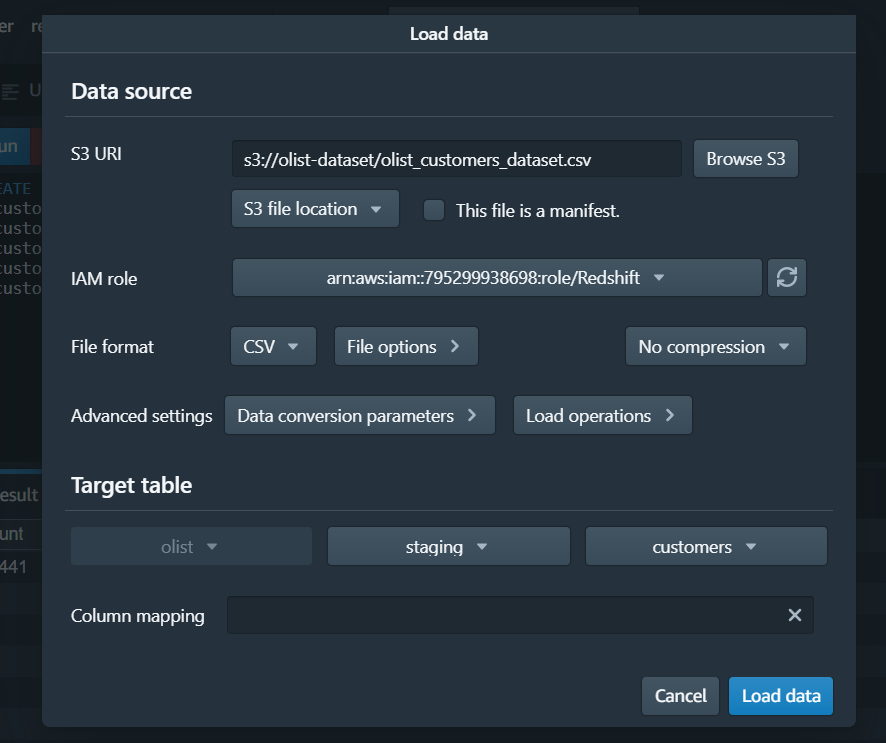 Load data
er re
Data source
U
S3 URI
s3://olist-dataset/olist_customers_dataset.csv
Browse S3
un
S3 file location
This file is a manifest.
EATE
custo
custo
custo
custo
custo
IAM role
arn:aws:iam::795299938698:role/Redshift
File format
CSV
File options
No compression
Advanced settings
Data conversion parameters
Load operations
Target table
esult
unt
olist
staging
customers
441
Column mapping
Cancel
Load data